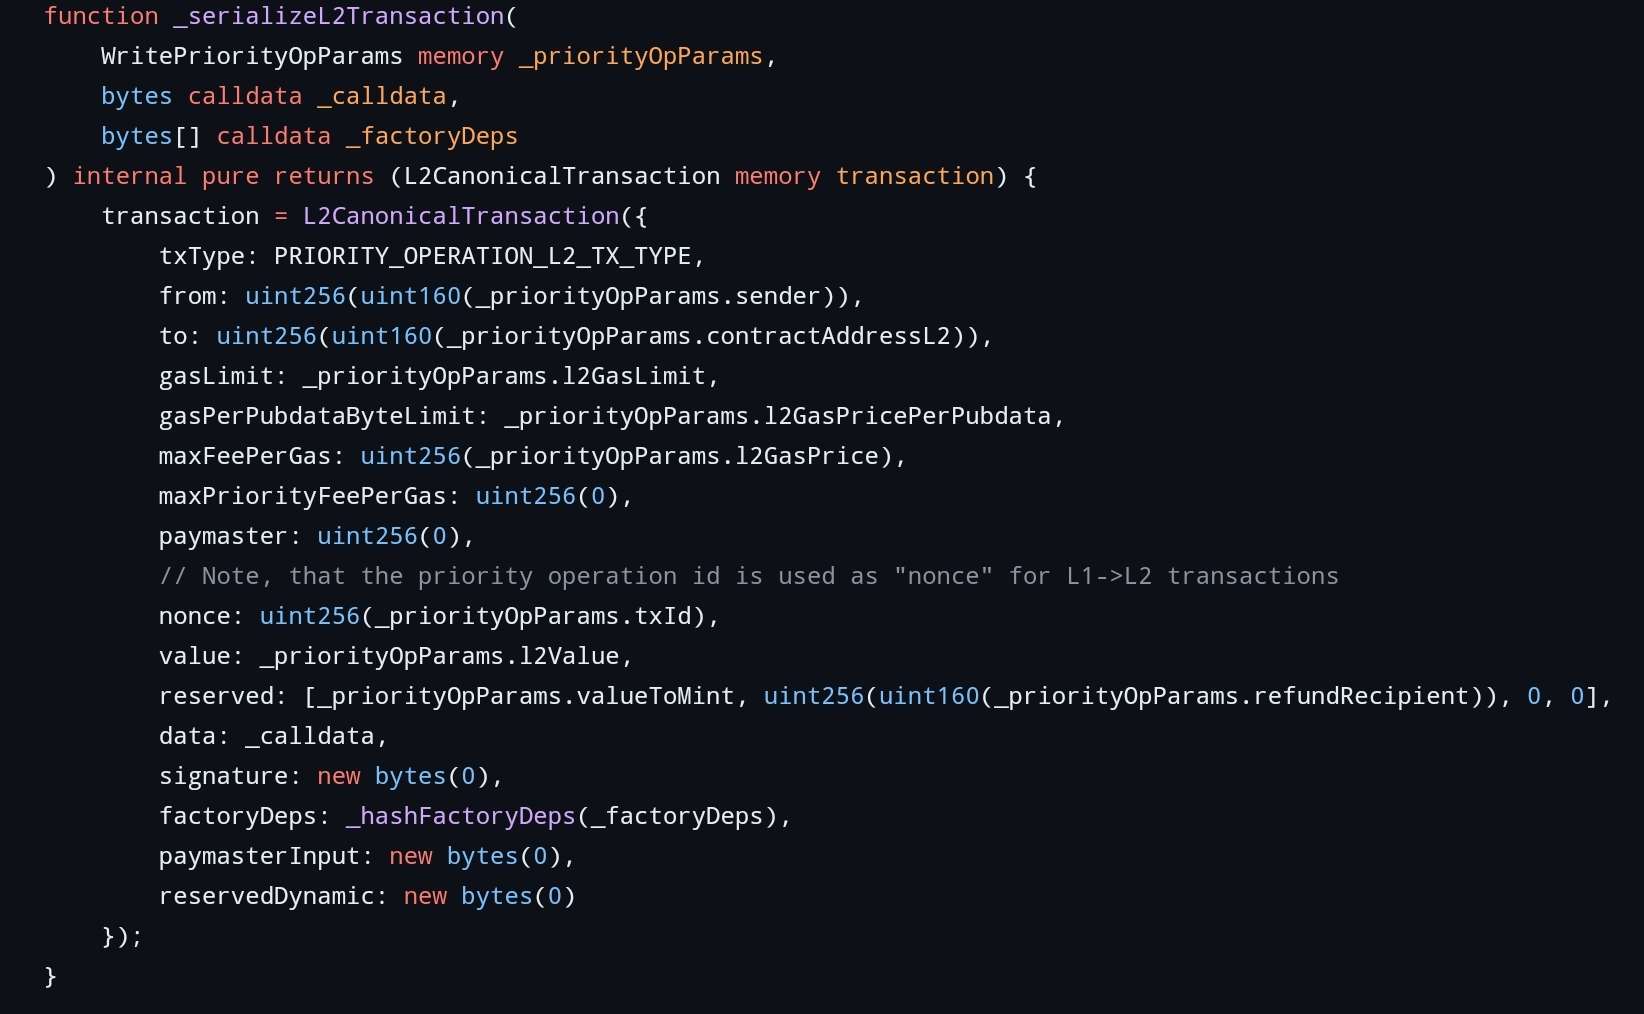 function _serializeL2Transaction(
    WritePriorityOpParams memory _priorityOpParams,
    bytes calldata _calldata,
    bytes[] calldata _factoryDeps
) internal pure returns (L2CanonicalTransaction memory transaction) {
    transaction = L2CanonicalTransaction({
        txType: PRIORITY_OPERATION_L2_TX_TYPE,
        from: uint256(uint160(_priorityOpParams.sender)),
        to: uint256(uint160(_priorityOpParams.contractAddressL2)),
        gasLimit: _priorityOpParams.l2GasLimit,
        gasPerPubdataByteLimit: _priorityOpParams.l2GasPricePerPubdata,
        maxFeePerGas: uint256(_priorityOpParams.l2GasPrice),
        maxPriorityFeePerGas: uint256(0),
        paymaster: uint256(0),
        // Note, that the priority operation id is used as "nonce" for L1->L2 transactions
        nonce: uint256(_priorityOpParams.txId),
        value: _priorityOpParams.l2Value,
        reserved: [_priorityOpParams.valueToMint, uint256(uint160(_priorityOpParams.refundRecipient)), 0, 0],
        data: _calldata,
        signature: new bytes(0),
        factoryDeps: _hashFactoryDeps(_factoryDeps),
        paymasterInput: new bytes(0),
        reservedDynamic: new bytes(0)
    });
}